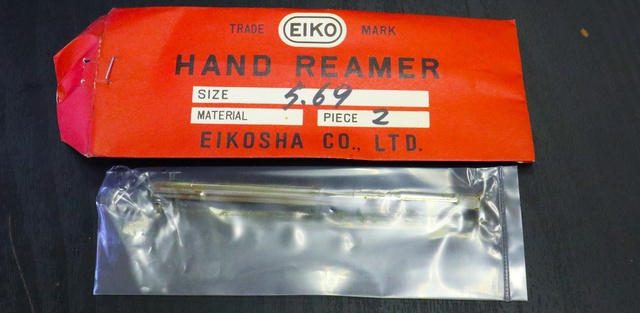 TRADE EIKO MARK
HAND REAMER
SIZE 5.69
MATERIAL PIECE 2
EIKOSHA CO., LTD.